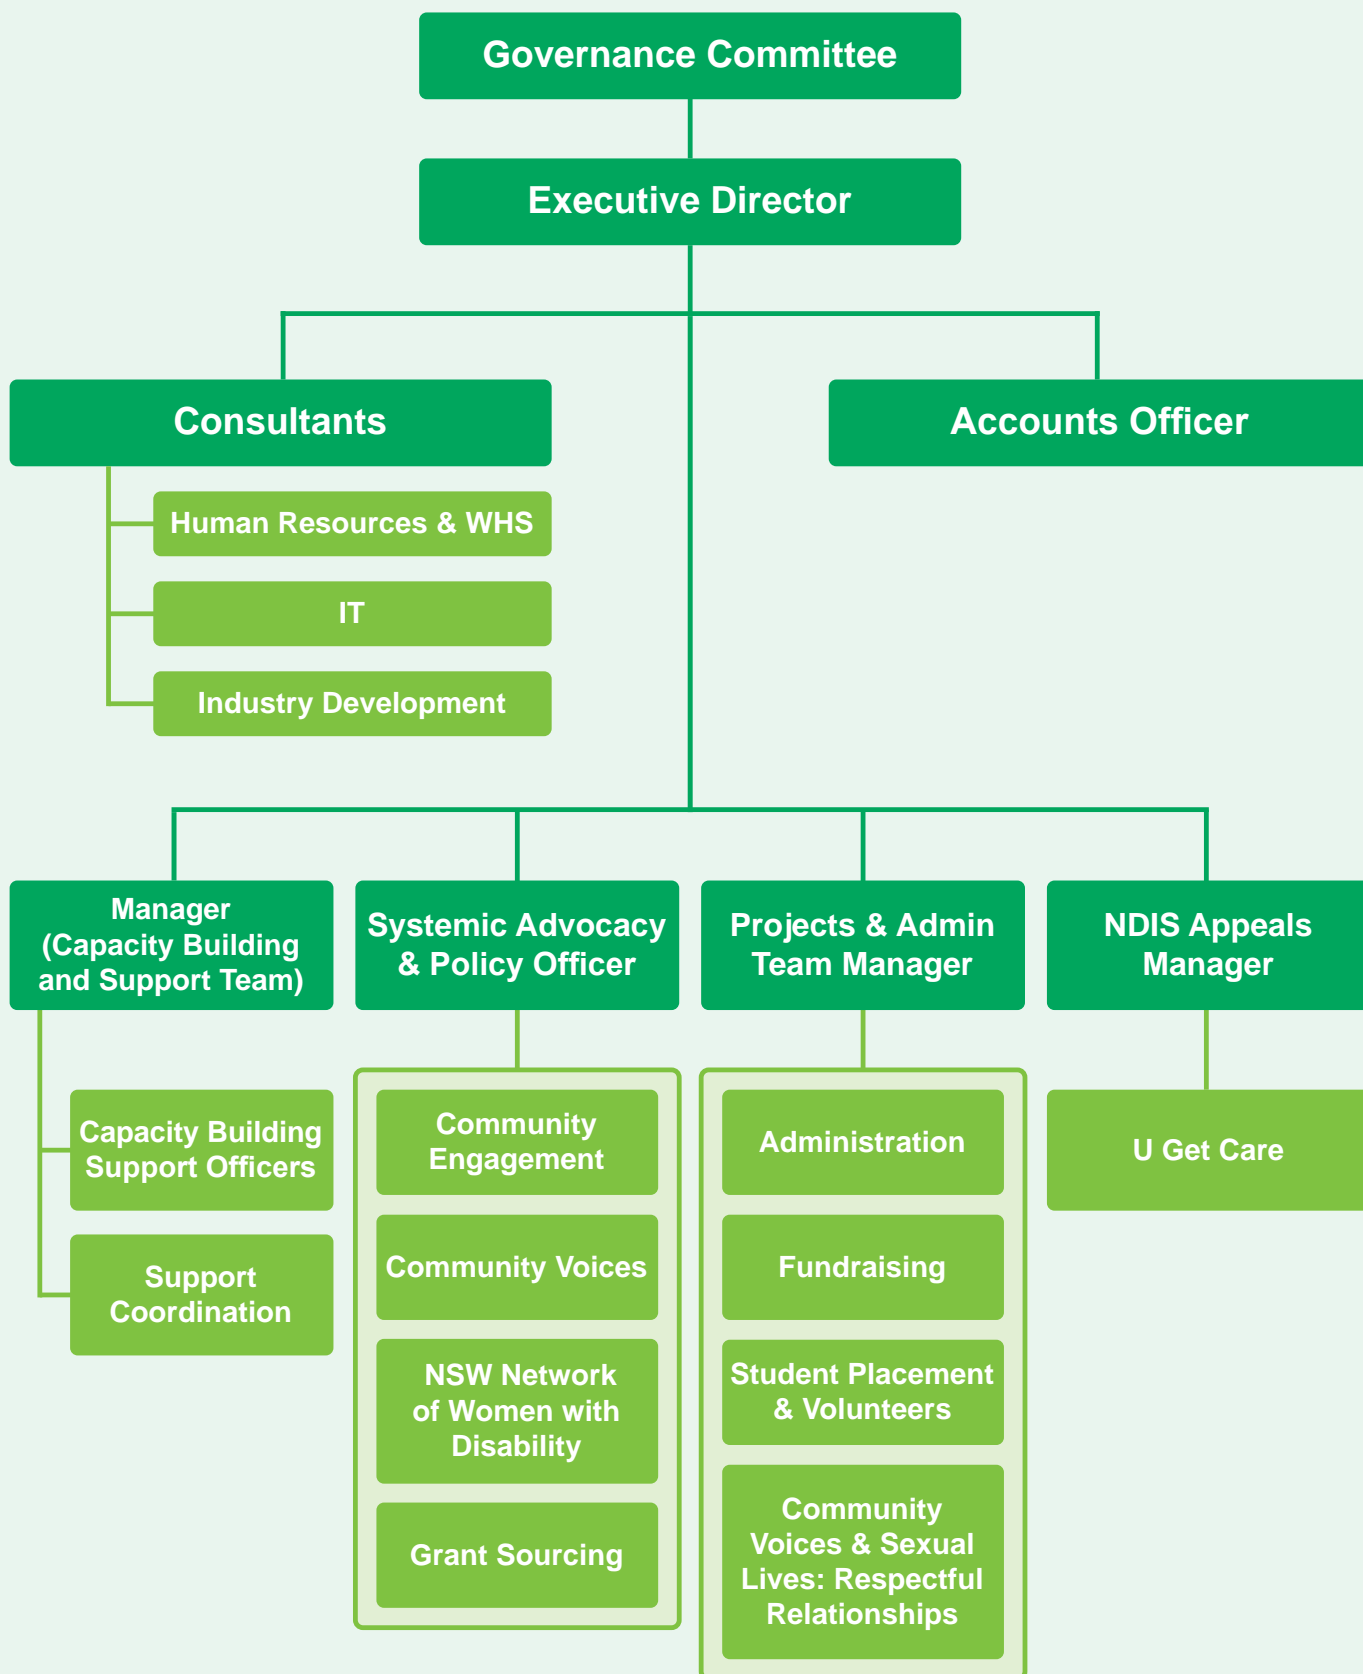 Governance Committee
Executive Director
Consultants
Accounts Officer
Human Resources & WHS
IT
Industry Development
Manager
(Capacity Building
and Support Team)
Systemic Advocacy
& Policy Officer
Projects & Admin
Team Manager
NDIS Appeals
Manager
Capacity Building
Support Officers
Support
Coordination
Community
Engagement
Community Voices
NSW Network
of Women with
Disability
Grant Sourcing
Administration
Fundraising
Student Placement
& Volunteers
Community
Voices & Sexual
Lives: Respectful
Relationships
U Get Care